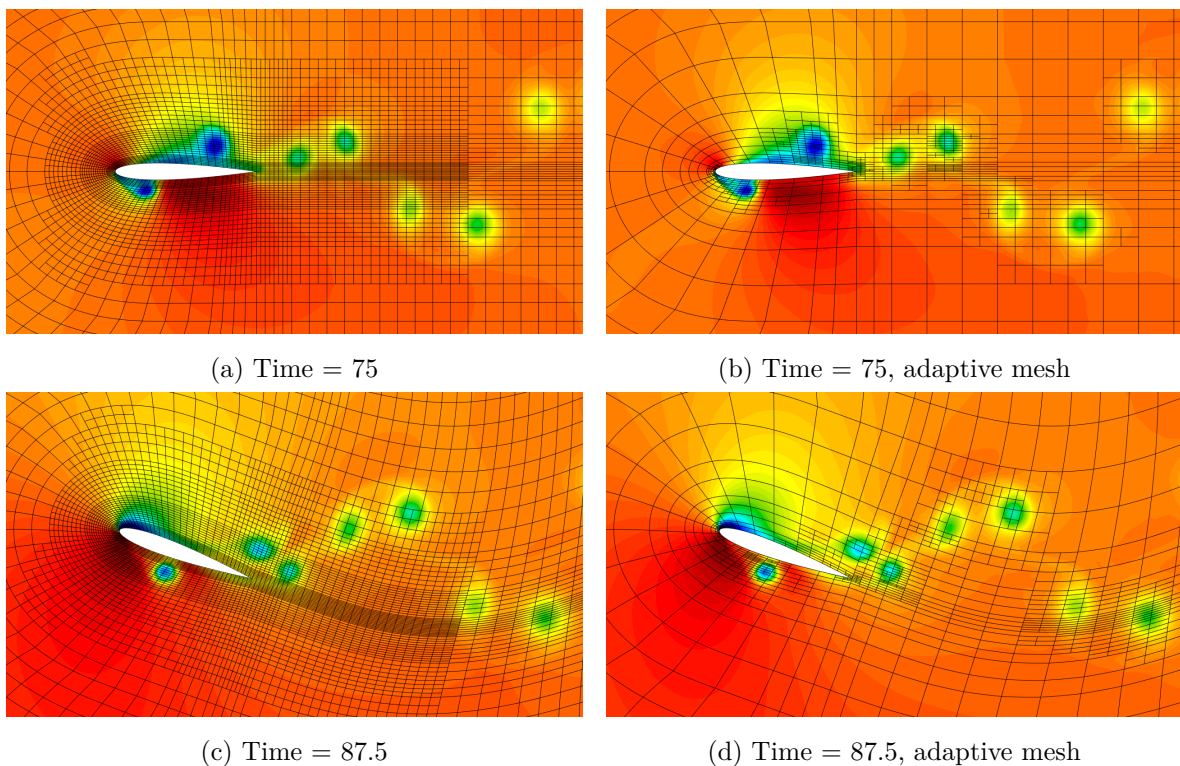 (a) Time = 75
(b) Time = 75, adaptive mesh
(c) Time = 87.5
(d) Time = 87.5, adaptive mesh